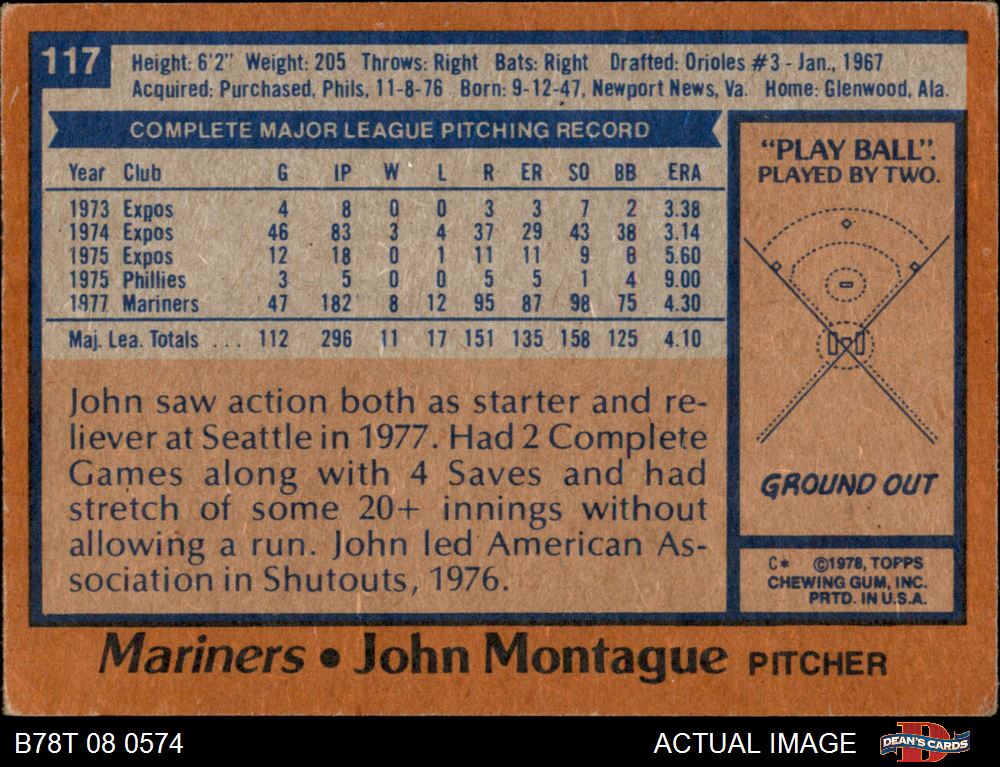 117
Height: 6'2" Weight: 205 Throws: Right Bats: Right Drafted: Orioles #3 - Jan., 1967
Acquired: Purchased, Phils, 11-8-76 Born: 9-12-47, Newport News, Va. Home: Glenwood, Ala.
COMPLETE MAJOR LEAGUE PITCHING RECORD
Year Club G IP W L R ER SO BB ERA
1973 Expos 4 8 0 0 3 3 7 2 3.38
1974 Expos 46 83 3 4 37 29 43 38 3.14
1975 Expos 12 18 0 1 11 11 9 8 5.60
1975 Phillies 3 5 0 0 5 5 1 4 9.00
1977 Mariners 47 182 8 12 95 87 98 75 4.30
Maj. Lea. Totals . . . 112 296 11 17 151 135 158 125 4.10
John saw action both as starter and re-
liever at Seattle in 1977. Had 2 Complete
Games along with 4 Saves and had
stretch of some 20+ innings without
allowing a run. John led American As-
sociation in Shutouts, 1976.
"PLAY BALL".
PLAYED BY TWO.
GROUND OUT
C* ©1978, TOPPS
CHEWING GUM, INC.
PRTD. IN U.S.A.
Mariners • John Montague PITCHER
B78T 08 0574
ACTUAL IMAGE
DEAN'S CARDS